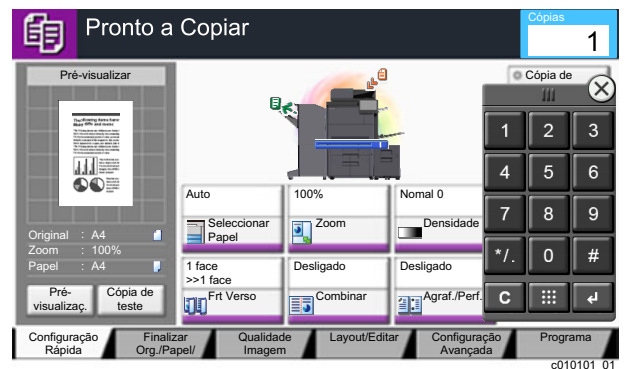 Pronto a Copiar
Cópias
1
Pré-visualizar
Original : A4
Zoom : 100%
Papel : A4
Pré-
visualizaç.
Cópia de
teste
Cópia de
Auto
Seleccionar
Papel
100%
Zoom
Nomal 0
Densidade
1 face
>>1 face
Frt Verso
Desligado
Combinar
Desligado
Agraf./Perf.
1 2 3
4 5 6
7 8 9
*/. 0 #
C
Configuração
Rápida
Finalizar
Org./Papel/
Qualidade
Imagem
Layout/Editar
Configuração
Avançada
Programa
c010101_01